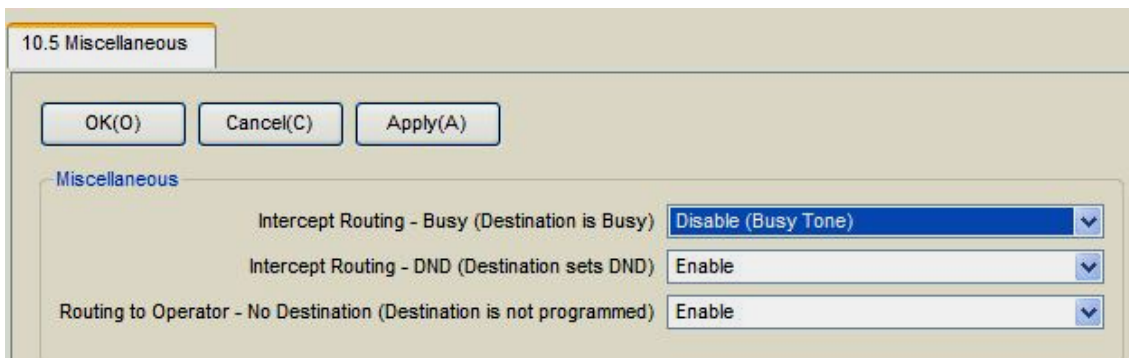 10.5 Miscellaneous
OK(O) Cancel(C) Apply(A)
Miscellaneous
Intercept Routing - Busy (Destination is Busy) Disable (Busy Tone)
Intercept Routing - DND (Destination sets DND) Enable
Routing to Operator - No Destination (Destination is not programmed) Enable